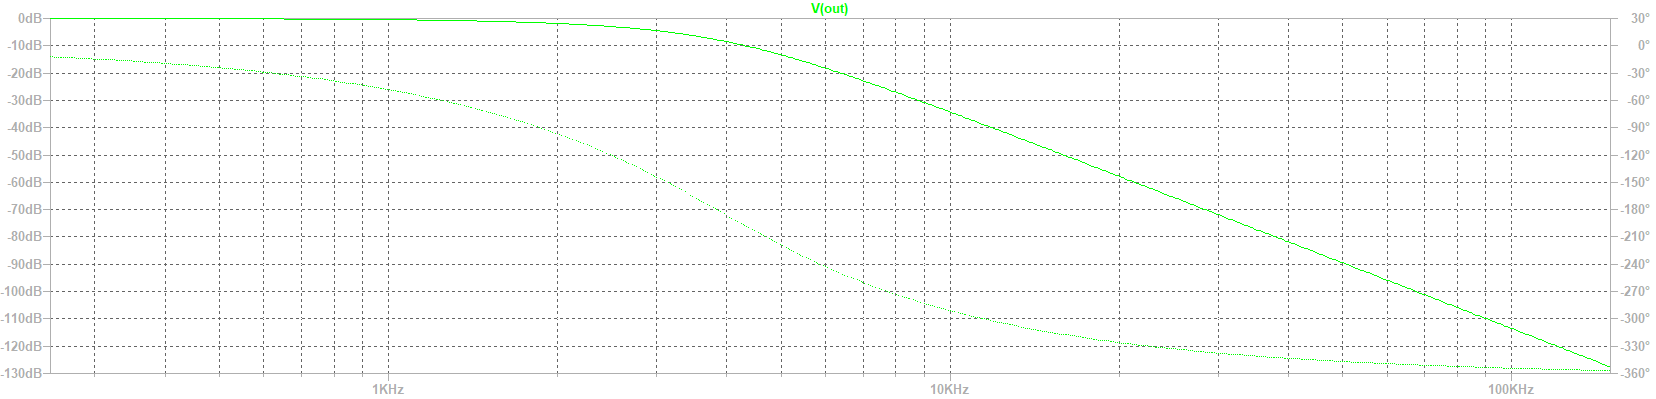 V(out)
0dB 30°
-10dB 0°
-20dB -30°
-30dB -60°
-40dB -90°
-50dB -120°
-60dB -150°
-70dB -180°
-80dB -210°
-90dB -240°
-100dB -270°
-110dB -300°
-120dB -330°
-130dB -360°
1KHz 10KHz 100KHz